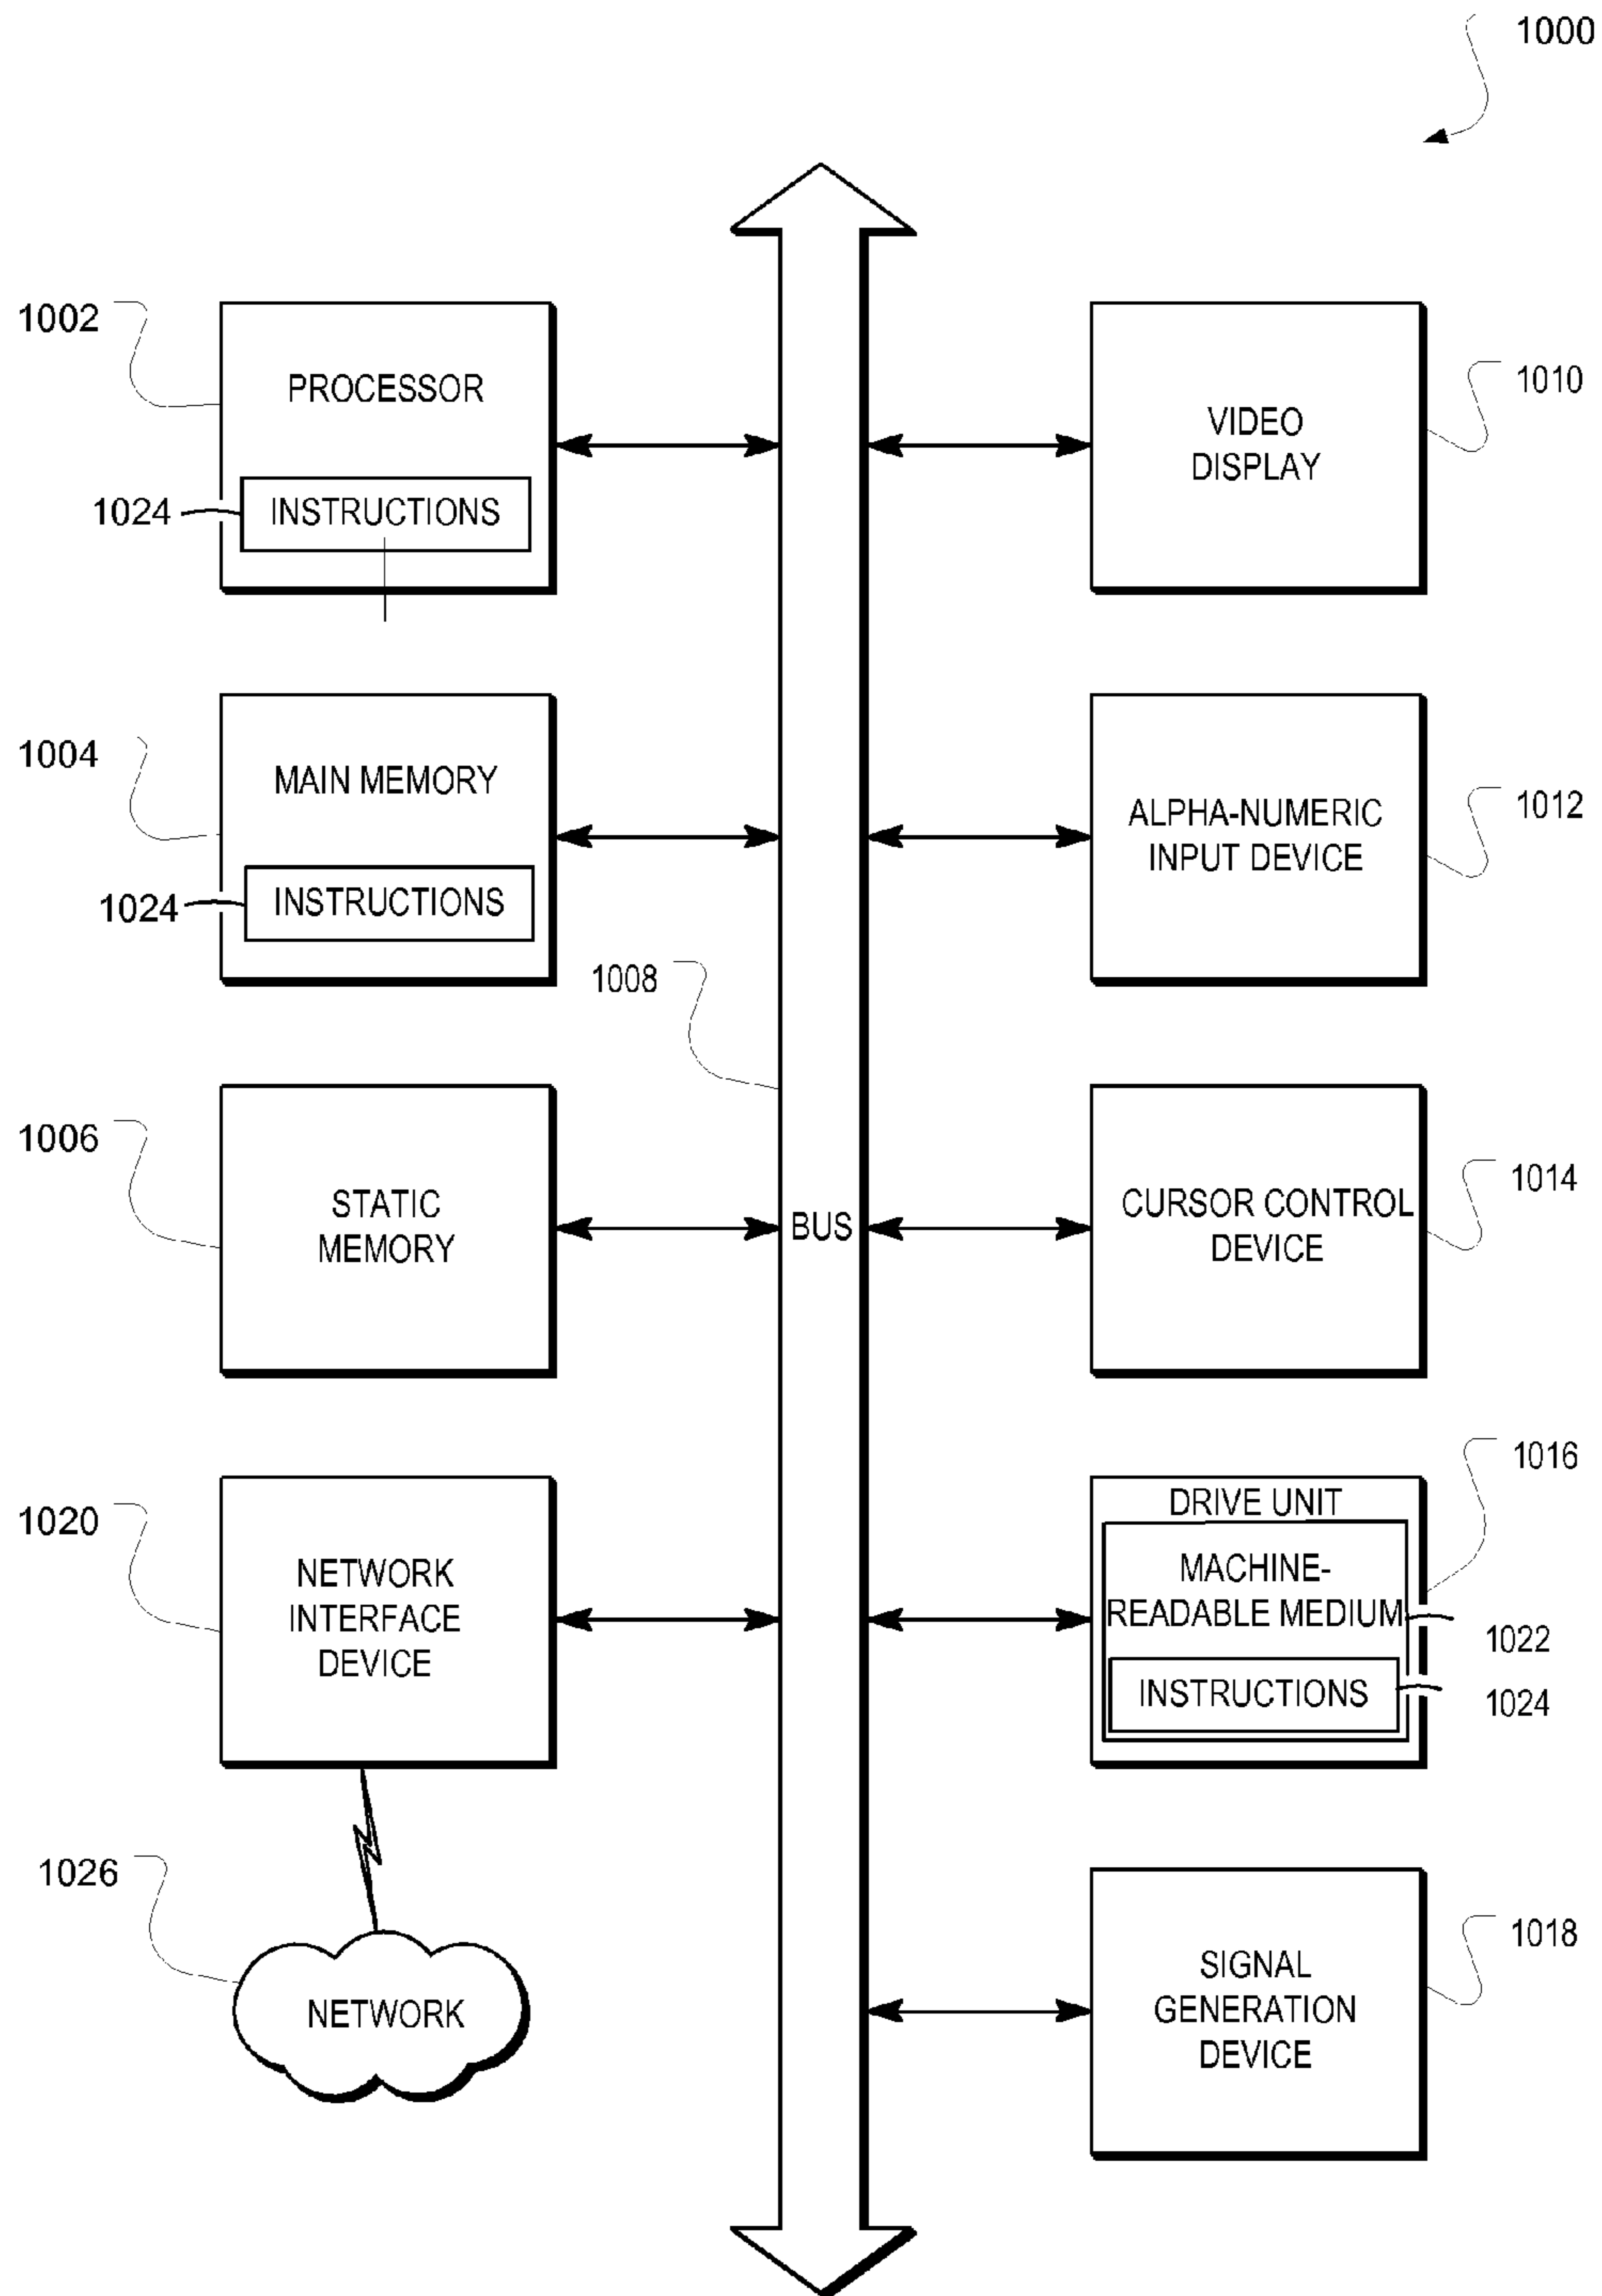 1000
1002
PROCESSOR
1024
INSTRUCTIONS
VIDEO
DISPLAY
1010
1004
MAIN MEMORY
1024
INSTRUCTIONS
ALPHA-NUMERIC
INPUT DEVICE
1012
1008
1006
STATIC
MEMORY
BUS
CURSOR CONTROL
DEVICE
1014
1020
NETWORK
INTERFACE
DEVICE
1016
DRIVE UNIT
MACHINE-
READABLE MEDIUM
1022
INSTRUCTIONS
1024
1026
NETWORK
SIGNAL
GENERATION
DEVICE
1018